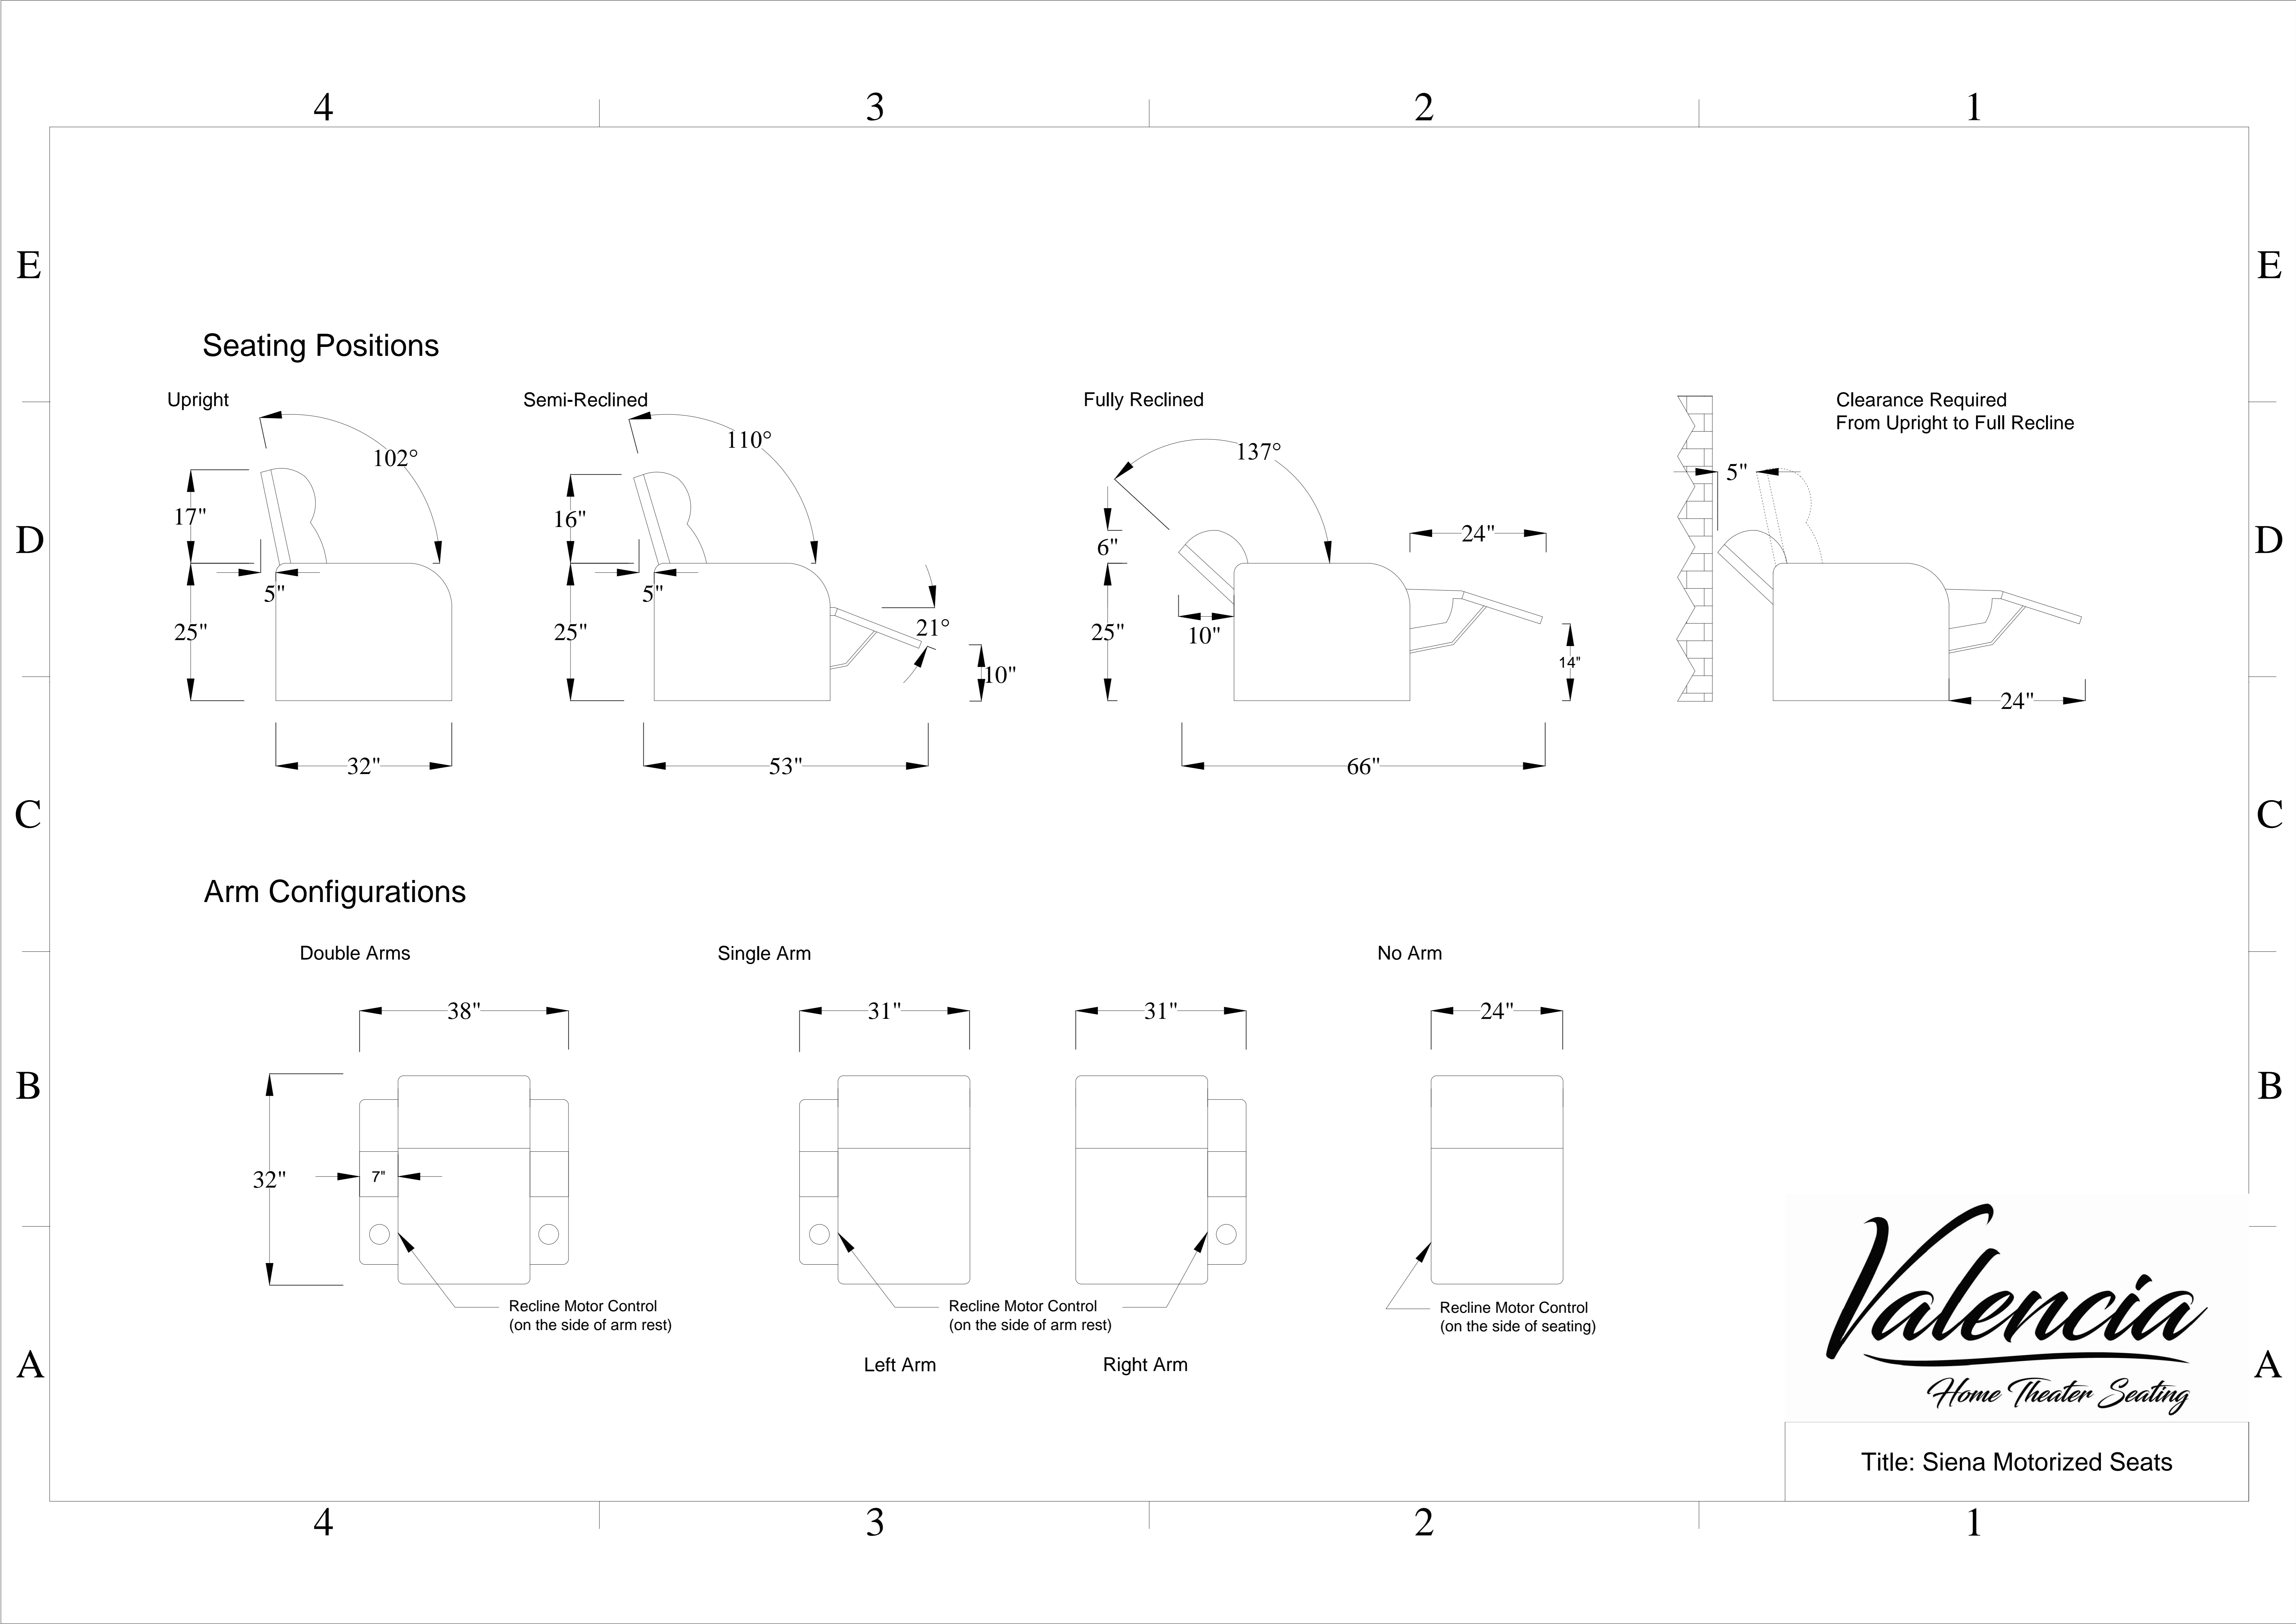 4 3 2 1
E E
Seating Positions
Upright Semi-Reclined Fully Reclined Clearance Required
From Upright to Full Recline
102° 110° 137°
17" 16" 6" 24" 5"
D D
5" 5" 21° 10"
25" 25" 10" 25" 14"
24"
32" 53" 66"
C C
Arm Configurations
Double Arms Single Arm No Arm
38" 31" 31" 24"
B B
32" 7"
Recline Motor Control Recline Motor Control Recline Motor Control
(on the side of arm rest) (on the side of arm rest) (on the side of seating)
Left Arm Right Arm
A A
Valencia
Home Theater Seating
Title: Siena Motorized Seats
4 3 2 1